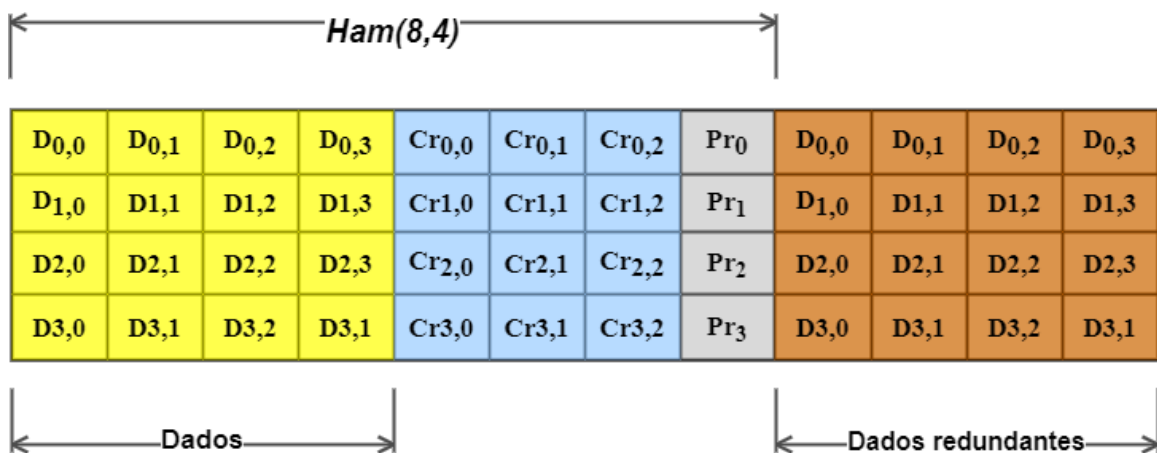 Ham(8,4)
D0,0 D0,1 D0,2 D0,3 Cr0,0 Cr0,1 Cr0,2 Pr0 D0,0 D0,1 D0,2 D0,3
D1,0 D1,1 D1,2 D1,3 Cr1,0 Cr1,1 Cr1,2 Pr1 D1,0 D1,1 D1,2 D1,3
D2,0 D2,1 D2,2 D2,3 Cr2,0 Cr2,1 Cr2,2 Pr2 D2,0 D2,1 D2,2 D2,3
D3,0 D3,1 D3,2 D3,1 Cr3,0 Cr3,1 Cr3,2 Pr3 D3,0 D3,1 D3,2 D3,1
Dados Dados redundantes